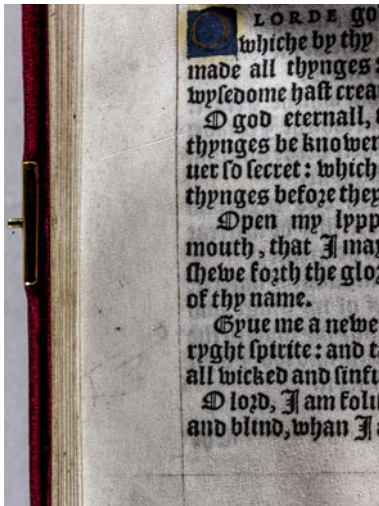 O LORDE go
whiche by thy
made all thynges:
wysedome hast crea
O god eternall, t
thynges be knowen
uer so secret: which
thynges before they
Open my lypp
mouth, that I may
shewe forth the glor
of thy name.
Gyue me a newe
ryght spirite: and t
all wicked and sinfu
O lord, I am folis
and blind, whan I a